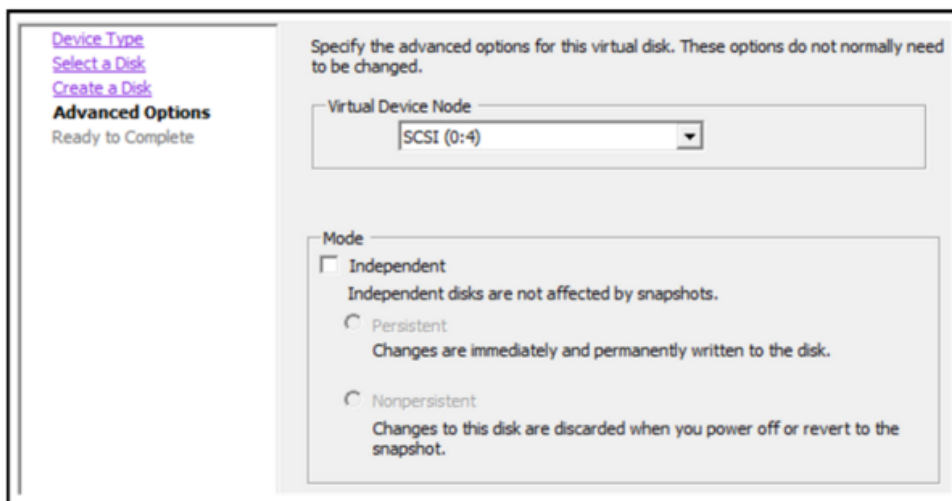 Device Type
Select a Disk
Create a Disk
Advanced Options
Ready to Complete
Specify the advanced options for this virtual disk. These options do not normally need
to be changed.
Virtual Device Node
SCSI (0:4)
Mode
Independent
Independent disks are not affected by snapshots.
Persistent
Changes are immediately and permanently written to the disk.
Nonpersistent
Changes to this disk are discarded when you power off or revert to the
snapshot.